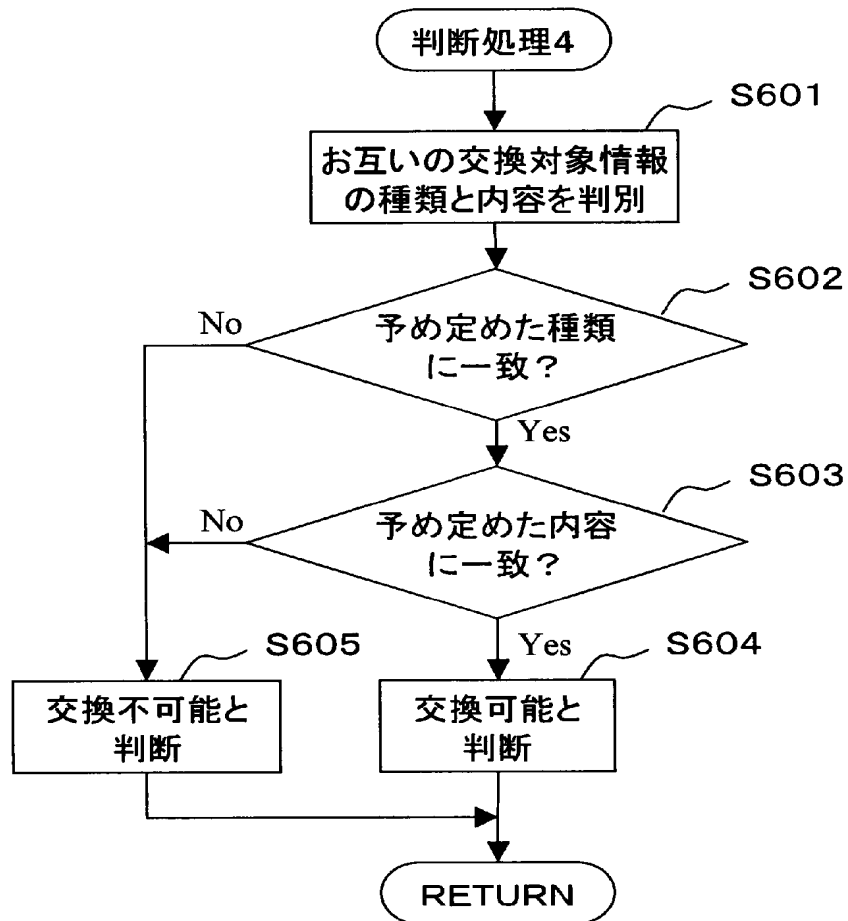 判断処理4
S601
お互いの交換対象情報
の種類と内容を判別
S602
No
予め定めた種類
に一致?
Yes
S603
No
予め定めた内容
に一致?
Yes
S605
S604
交換不可能と
判断
交換可能と
判断
RETURN